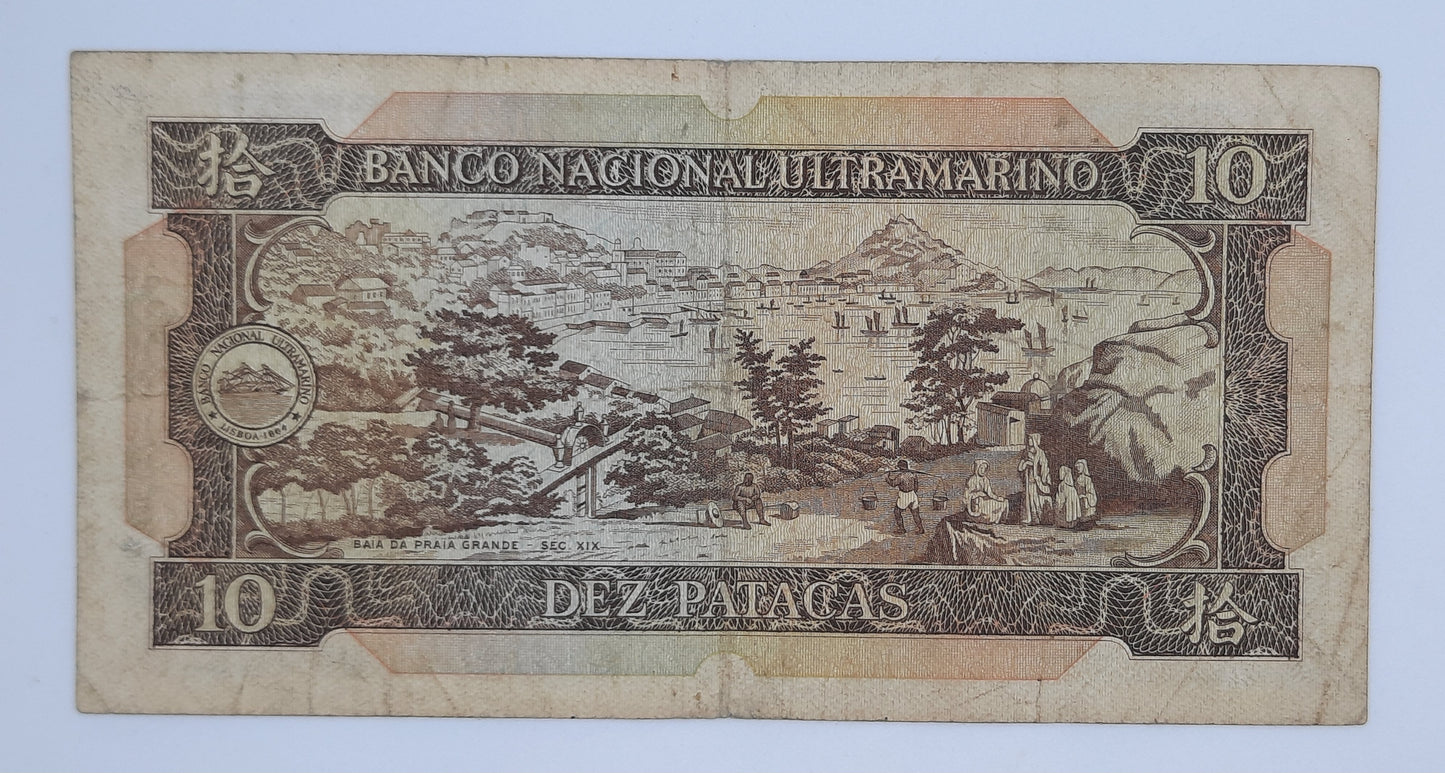 拾 BANCO NACIONAL ULTRAMARINO 10
BANCO NACIONAL ULTRAMARINO
LISBOA·1864
BAIA DA PRAIA GRANDE - SEC. XIX
10 DEZ PATACAS 拾